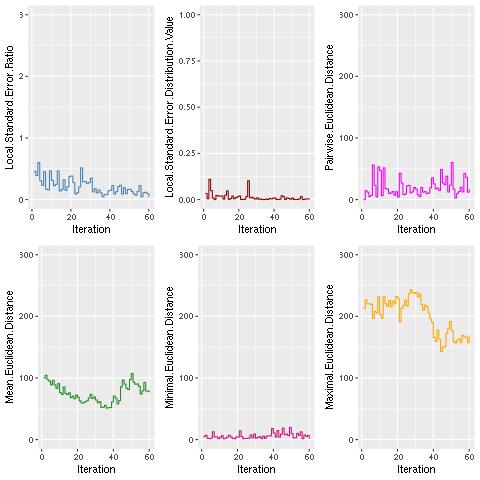 Local.Standard.Error.Ratio
3
2
1
0
0 20 40 60
Iteration
Local.Standard.Error.Distribution.Value
1.00
0.75
0.50
0.25
0.00
0 20 40 60
Iteration
Pairwise.Euclidean.Distance
300
200
100
0
0 20 40 60
Iteration
Mean.Euclidean.Distance
300
200
100
0
0 20 40 60
Iteration
Minimal.Euclidean.Distance
300
200
100
0
0 20 40 60
Iteration
Maximal.Euclidean.Distance
300
200
100
0
0 20 40 60
Iteration